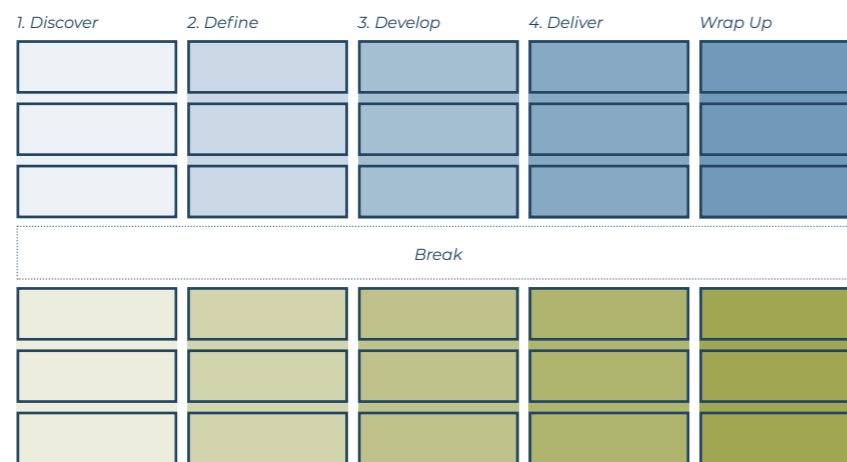 1. Discover
2. Define
3. Develop
4. Deliver
Wrap Up
Break